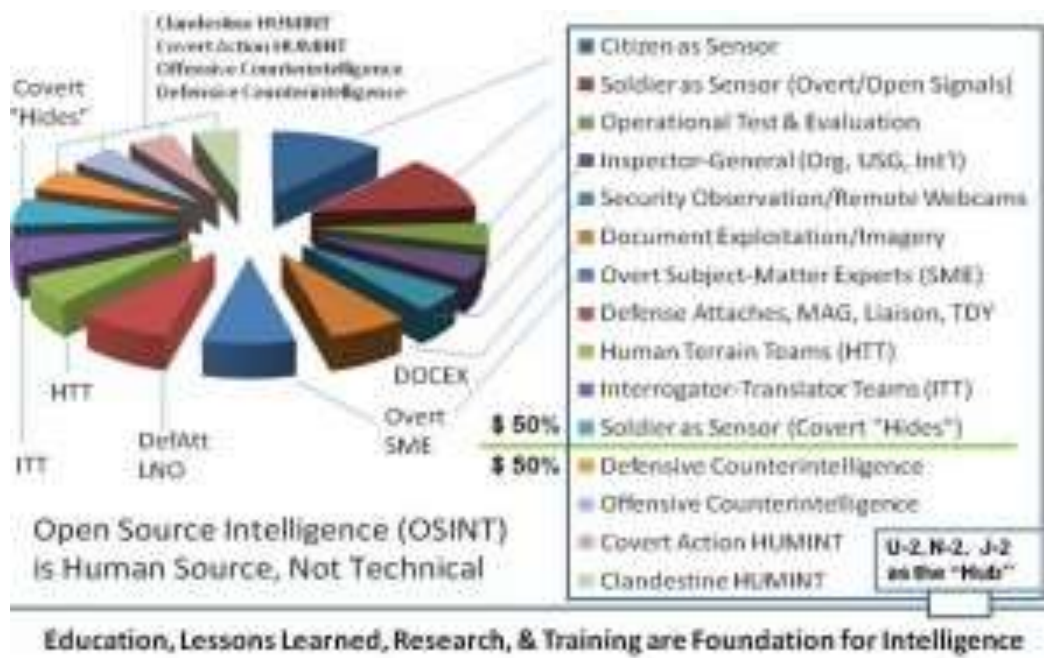 Clandestine HUMINT
Covert Action HUMINT
Offensive Counterintelligence
Defensive Counterintelligence
Covert
"Hides"
HTT
ITT
DefAtt
LNO
Overt
SME
DOCEX
Citizen as Sensor
Soldier as Sensor (Overt/Open Signals)
Operational Test & Evaluation
Inspector-General (Org, USG, Int'l)
Security Observation/Remote Webcams
Document Exploitation/Imagery
Overt Subject-Matter Experts (SME)
Defense Attaches, MAG, Liaison, TDY
Human Terrain Teams (HTT)
Interrogator-Translator Teams (ITT)
$ 50% Soldier as Sensor (Covert "Hides")
$ 50% Defensive Counterintelligence
Offensive Counterintelligence
Covert Action HUMINT
Clandestine HUMINT
U-2, N-2, J-2
as the "Hub"
Open Source Intelligence (OSINT)
is Human Source, Not Technical
Education, Lessons Learned, Research, & Training are Foundation for Intelligence